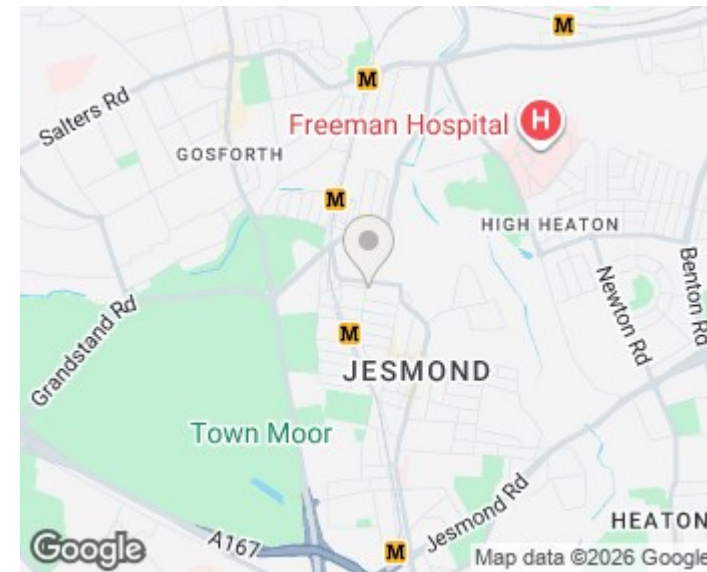 M
M
Salters Rd
Freeman Hospital H
GOSFORTH
M
HIGH HEATON
Newton Rd
Benton Rd
Grandstand Rd
M
JESMOND
Town Moor
Jesmond Rd
HEATON
A167
M
Google
Map data ©2026 Google